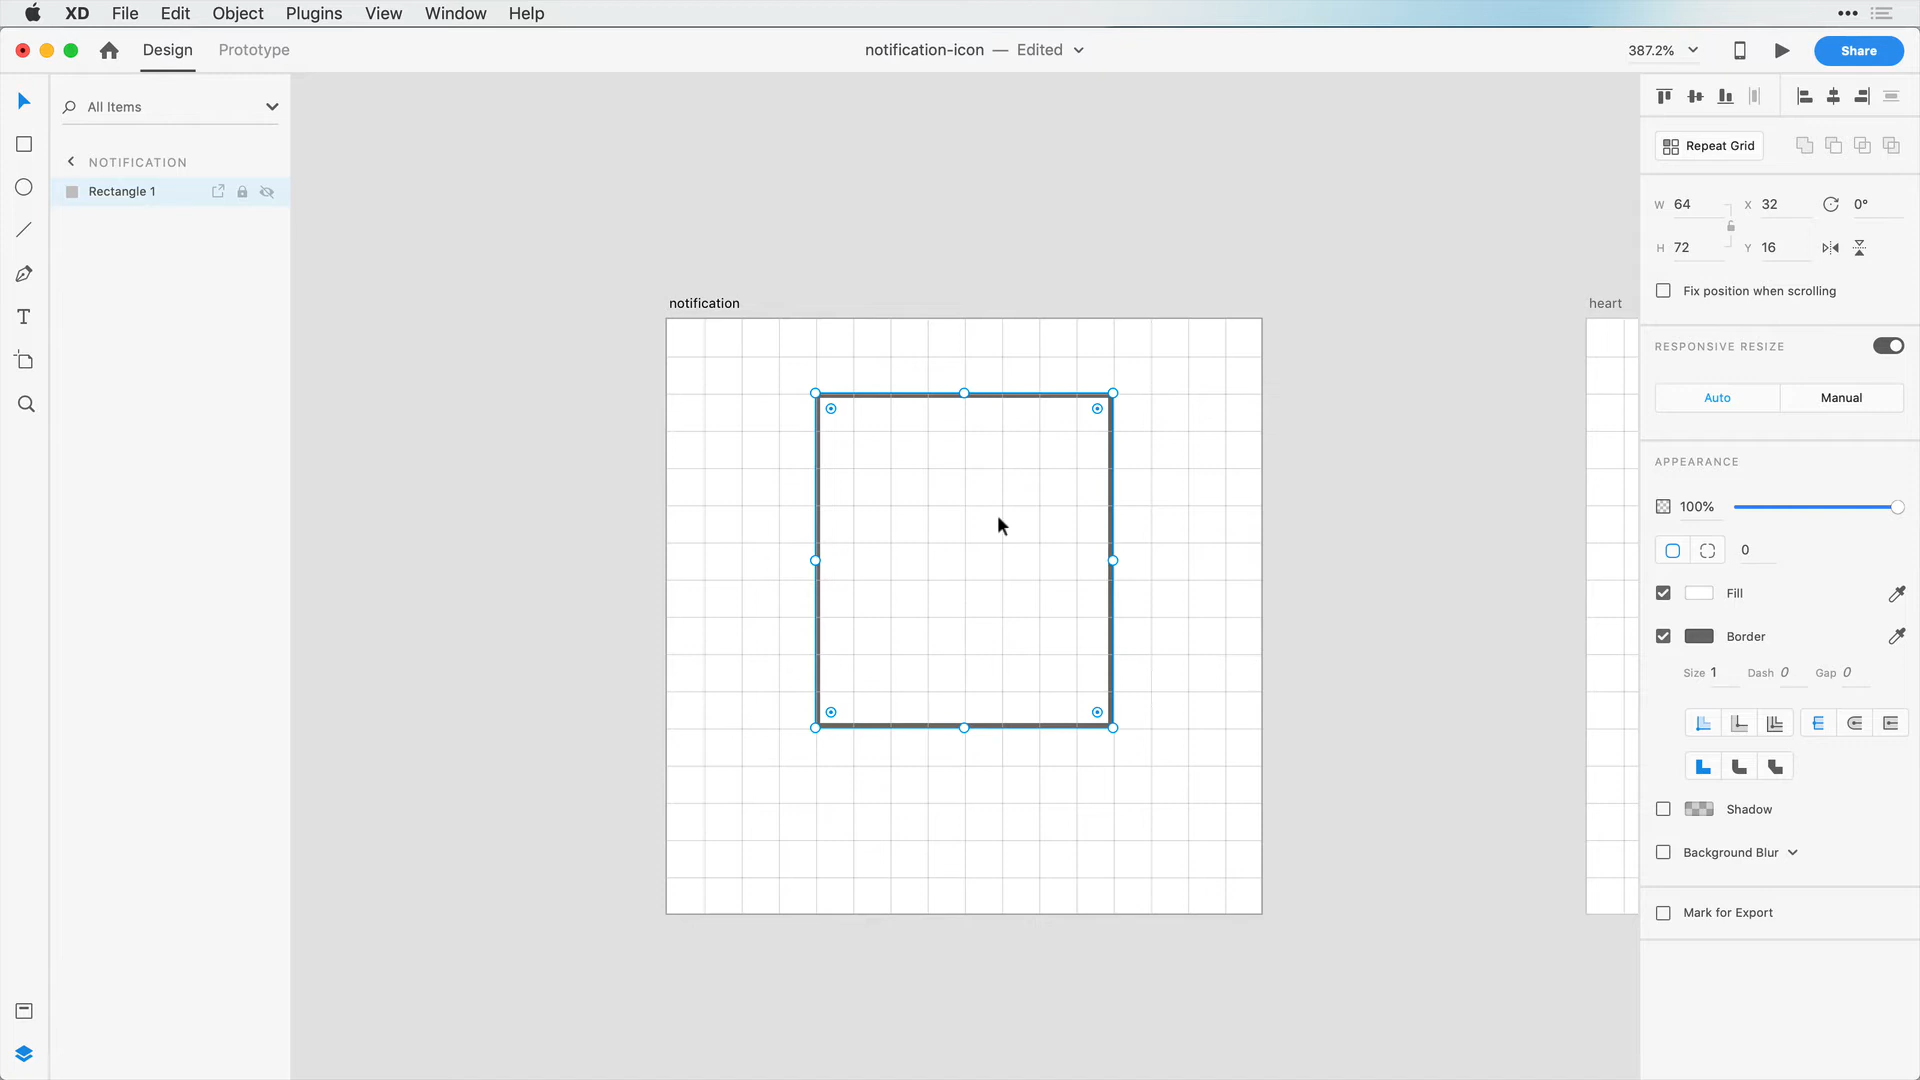 XD File Edit Object Plugins View Window Help
Design Prototype
notification-icon — Edited
387.2%
Share
All Items
NOTIFICATION
Rectangle 1
notification
heart
Repeat Grid
W 64 X 32 0°
H 72 Y 16
Fix position when scrolling
RESPONSIVE RESIZE
Auto Manual
APPEARANCE
100%
0
Fill
Border
Size 1 Dash 0 Gap 0
Shadow
Background Blur
Mark for Export